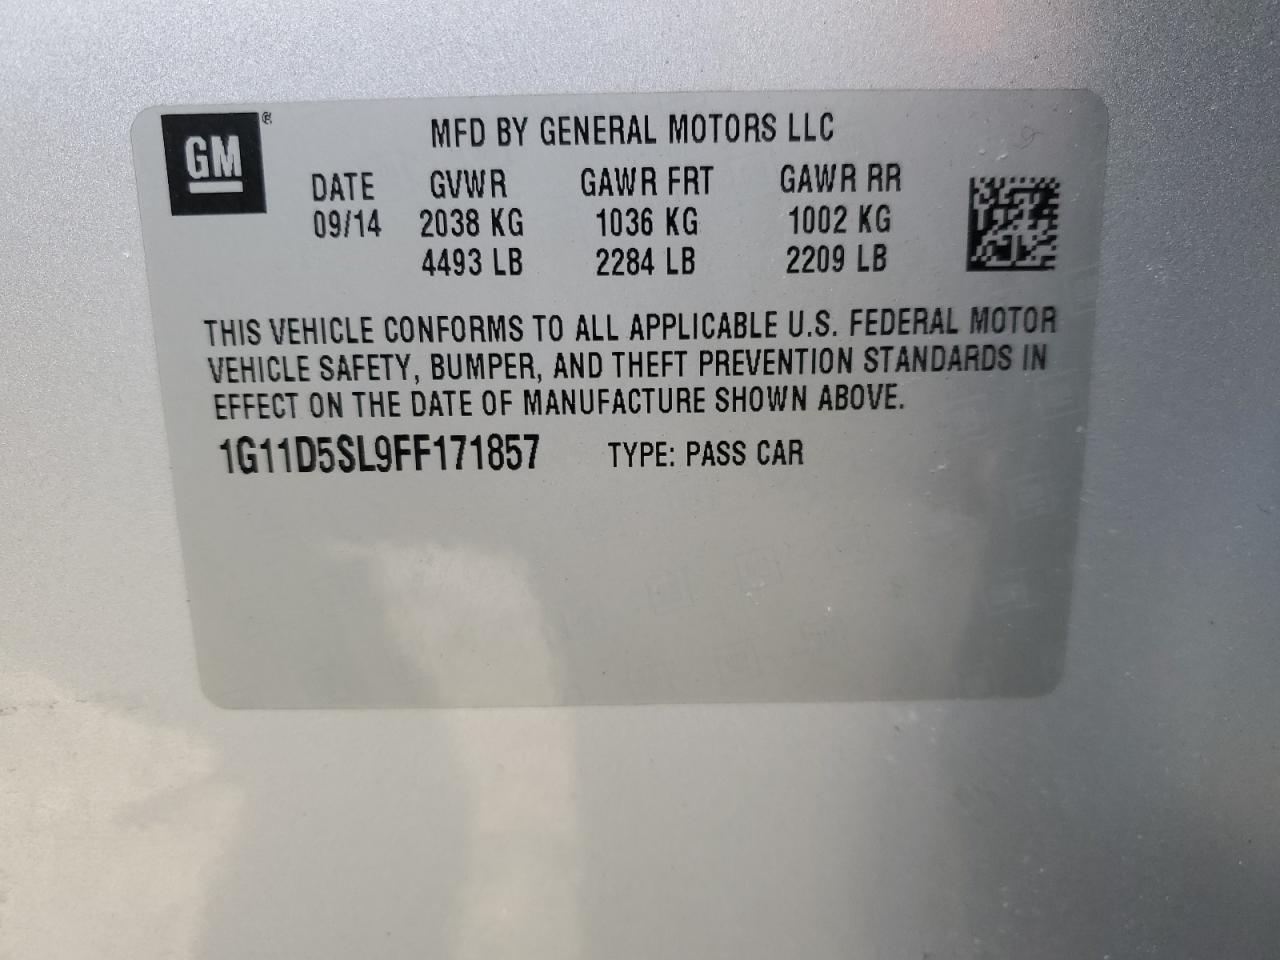 GM®
MFD BY GENERAL MOTORS LLC
DATE GVWR GAWR FRT GAWR RR
09/14 2038 KG 1036 KG 1002 KG
4493 LB 2284 LB 2209 LB
THIS VEHICLE CONFORMS TO ALL APPLICABLE U.S. FEDERAL MOTOR
VEHICLE SAFETY, BUMPER, AND THEFT PREVENTION STANDARDS IN
EFFECT ON THE DATE OF MANUFACTURE SHOWN ABOVE.
1G11D5SL9FF171857 TYPE: PASS CAR